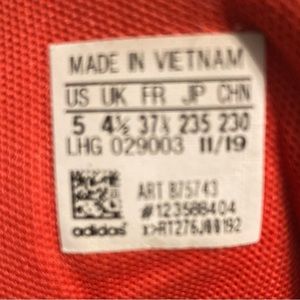 MADE IN VIETNAM
US UK FR JP CHN
5 4½ 37⅓ 235 230
LHG 029003 11/19
ART B75743
#123588404
adidas